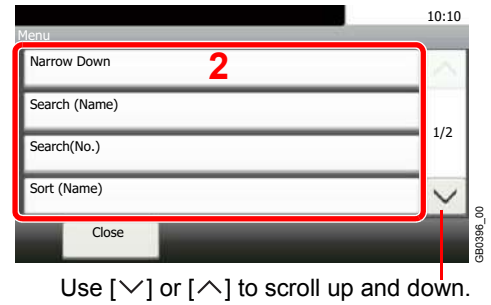 10:10
Menu
Narrow Down
2
Search (Name)
1/2
Search(No.)
Sort (Name)
Close
GB0396_00
Use [∨] or [∧] to scroll up and down.